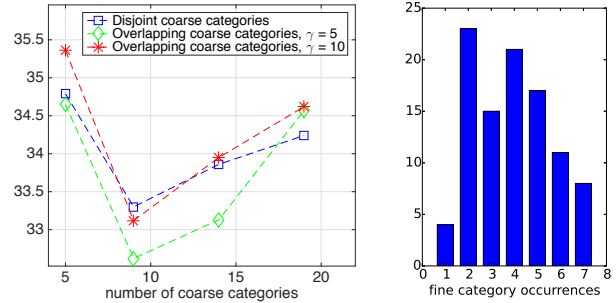 Disjoint coarse categories
Overlapping coarse categories, γ = 5
Overlapping coarse categories, γ = 10
35.5
35
34.5
34
33.5
33
5 10 15 20
number of coarse categories
25
20
15
10
5
0
0 1 2 3 4 5 6 7 8
fine category occurrences